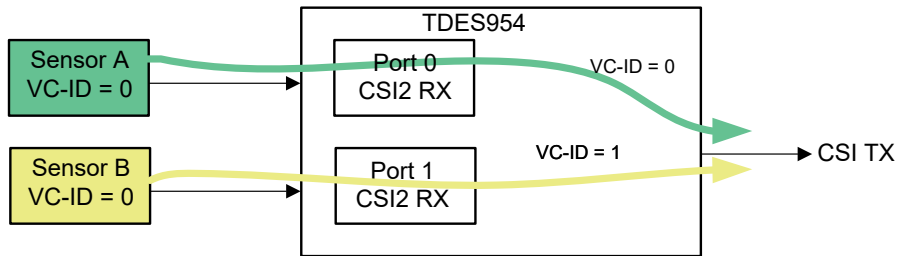 TDES954
Sensor A
VC-ID = 0
Port 0
CSI2 RX
VC-ID = 0
Sensor B
VC-ID = 0
Port 1
CSI2 RX
VC-ID = 1
CSI TX